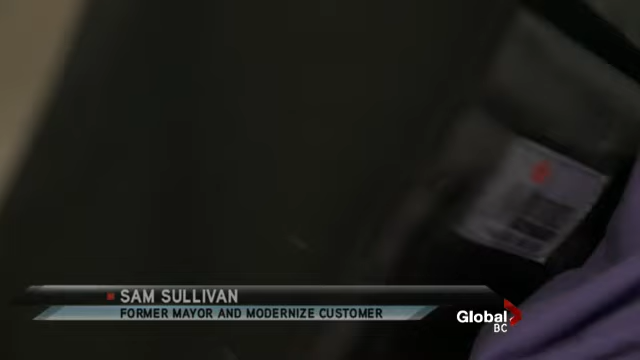 SAM SULLIVAN
FORMER MAYOR AND MODERNIZE CUSTOMER
Global
BC